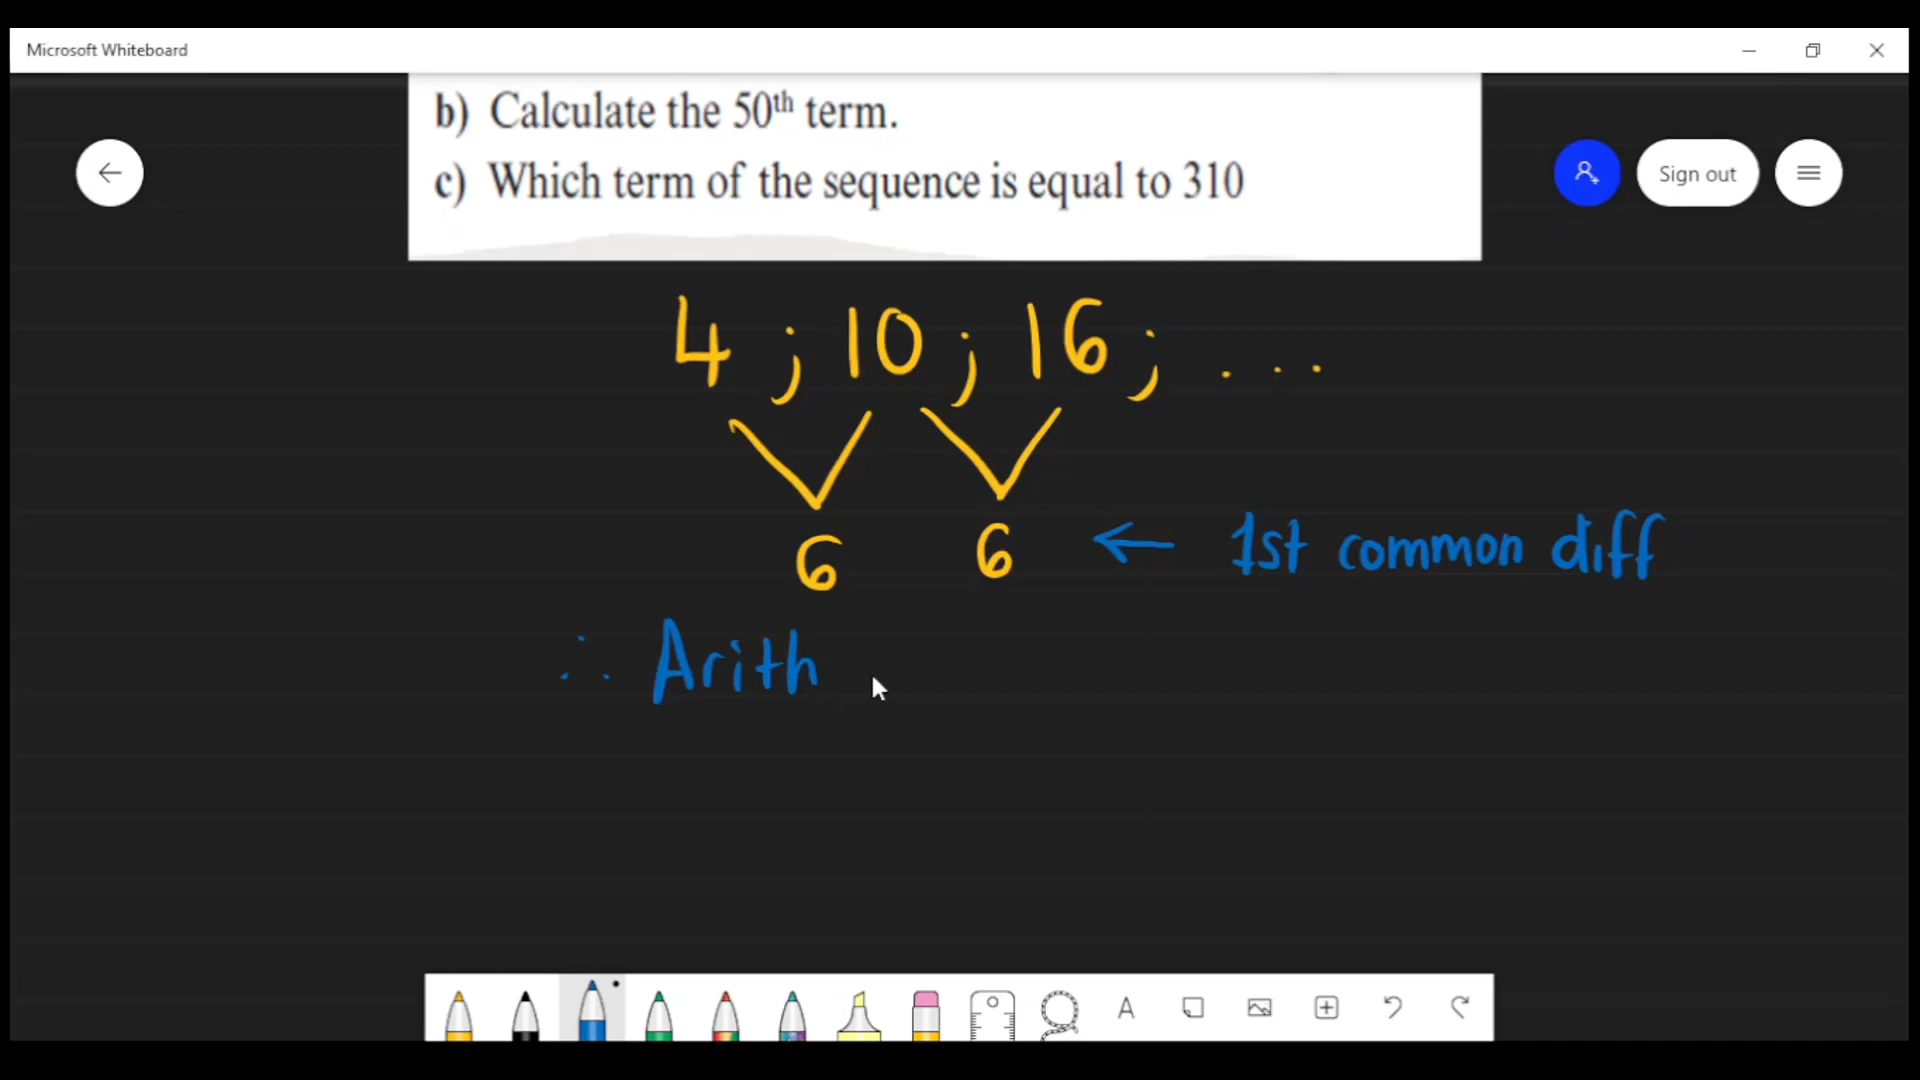 Microsoft Whiteboard
b) Calculate the 50th term.
c) Which term of the sequence is equal to 310
Sign out
4 ; 10 ; 16 ; ...
6 6 ← 1st common diff
∴ Arith
A